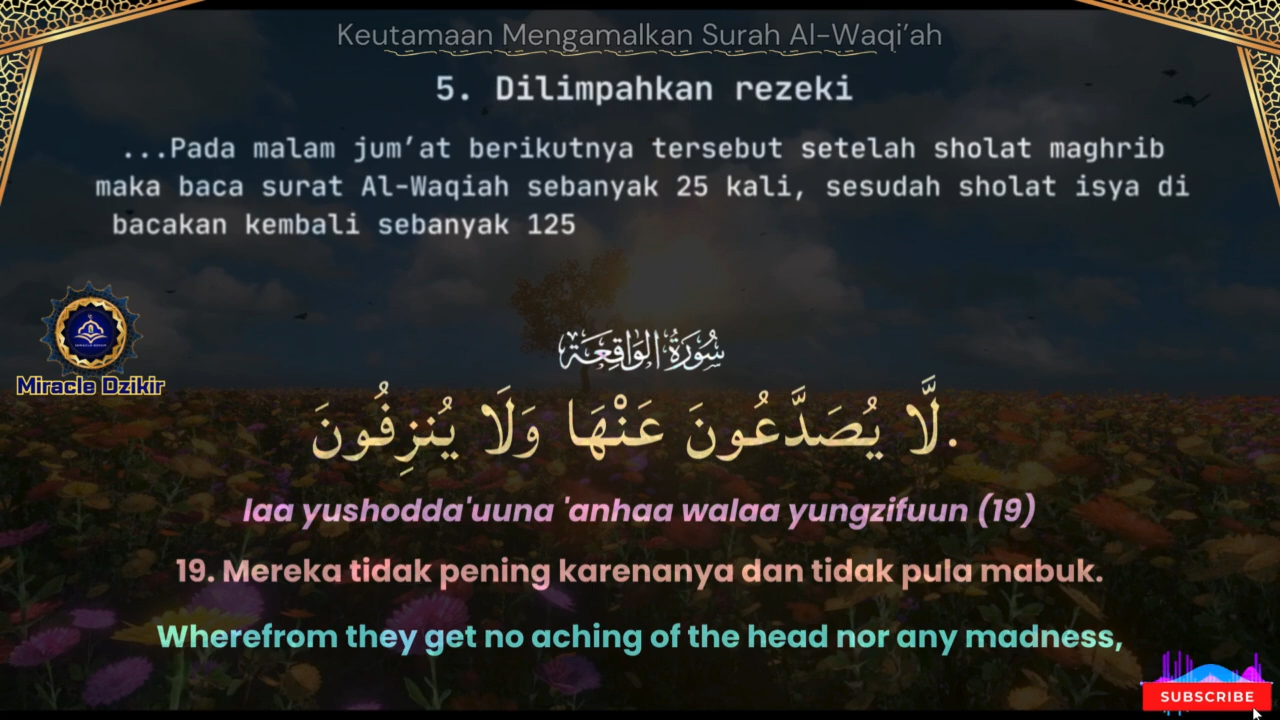 Keutamaan Mengamalkan Surah Al-Waqi’ah
5. Dilimpahkan rezeki
...Pada malam jum’at berikutnya tersebut setelah sholat maghrib
maka baca surat Al-Waqiah sebanyak 25 kali, sesudah sholat isya di
bacakan kembali sebanyak 125
Miracle Dzikir
سُورَةُ الوَاقِعَة
لَّا يُصَدَّعُونَ عَنْهَا وَلَا يُنزِفُونَ.
laa yushodda'uuna 'anhaa walaa yungzifuun (19)
19. Mereka tidak pening karenanya dan tidak pula mabuk.
Wherefrom they get no aching of the head nor any madness,
SUBSCRIBE